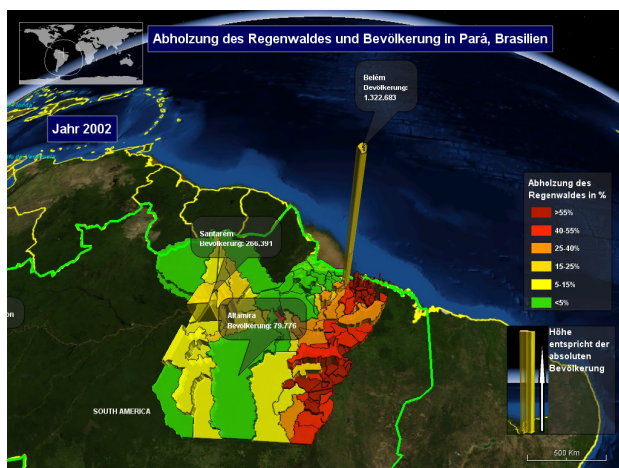 Abholzung des Regenwaldes und Bevölkerung in Pará, Brasilien
Jahr 2002
Belém
Bevölkerung:
1.322.683
Santarém
Bevölkerung: 266.391
Altamira
Bevölkerung: 79.776
SOUTH AMERICA
Abholzung des
Regenwaldes in %
>55%
40-55%
25-40%
15-25%
5-15%
<5%
Höhe
entspricht der
absoluten
Bevölkerung
500 Km